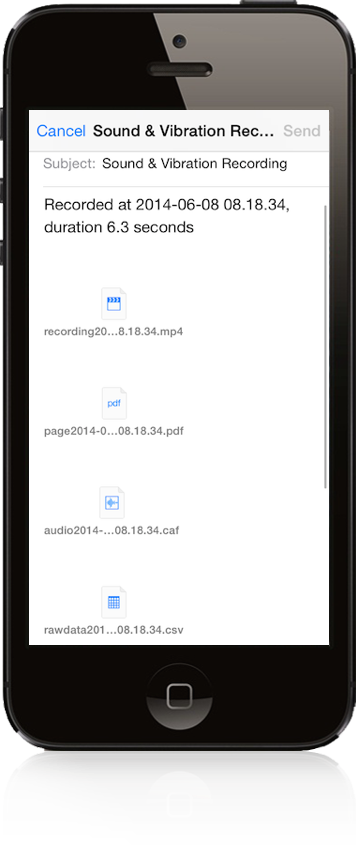 Cancel Sound & Vibration Rec... Send
Subject: Sound & Vibration Recording
Recorded at 2014-06-08 08.18.34,
duration 6.3 seconds
recording20...8.18.34.mp4
pdf
page2014-0...08.18.34.pdf
audio2014-...08.18.34.caf
rawdata201...08.18.34.csv